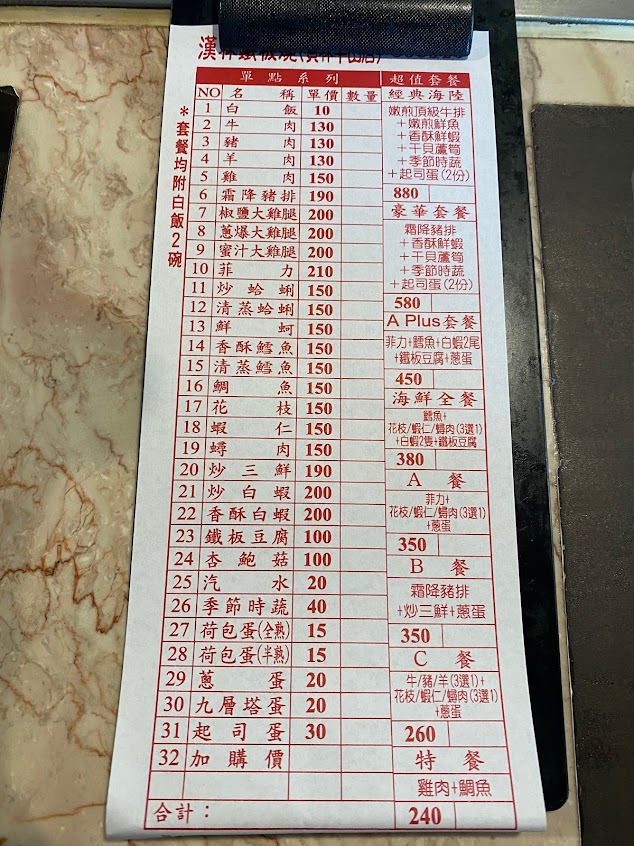 單點系列
NO 名稱 單價 數量
1 白飯 10
2 牛肉 130
3 豬肉 130
4 羊肉 130
5 雞肉 150
6 霜降豬排 190
7 椒鹽大雞腿 200
8 蔥爆大雞腿 200
9 蜜汁大雞腿 200
10 菲力 210
11 炒蛤蜊 150
12 清蒸蛤蜊 150
13 鮮蚵 150
14 香酥鱈魚 150
15 清蒸鱈魚 150
16 鯛魚 150
17 花枝 150
18 蝦仁 150
19 蟳肉 150
20 炒三鮮 190
21 炒白蝦 200
22 香酥白蝦 200
23 鐵板豆腐 100
24 杏鮑菇 100
25 汽水 20
26 季節時蔬 40
27 荷包蛋(全熟) 15
28 荷包蛋(半熟) 15
29 蔥蛋 20
30 九層塔蛋 20
31 起司蛋 30
32 加購價
合計：
超值套餐
經典海陸
嫩煎頂級牛排
+嫩煎鮮魚
+香酥鮮蝦
+干貝蘆筍
+季節時蔬
+起司蛋(2份)
880
豪華套餐
霜降豬排
+香酥鮮蝦
+干貝蘆筍
+季節時蔬
+起司蛋(2份)
580
A Plus套餐
菲力+鱈魚+白蝦2尾
+鐵板豆腐+蔥蛋
450
海鮮全餐
鱈魚+
花枝/蝦仁/蟳肉(3選1)
+白蝦2隻+鐵板豆腐
380
A 餐
菲力+
花枝/蝦仁/蟳肉(3選1)
+蔥蛋
350
B 餐
霜降豬排
+炒三鮮+蔥蛋
350
C 餐
牛/豬/羊(3選1)+
花枝/蝦仁/蟳肉(3選1)
+蔥蛋
260
特餐
雞肉+鯛魚
240
*套餐均附白飯2碗